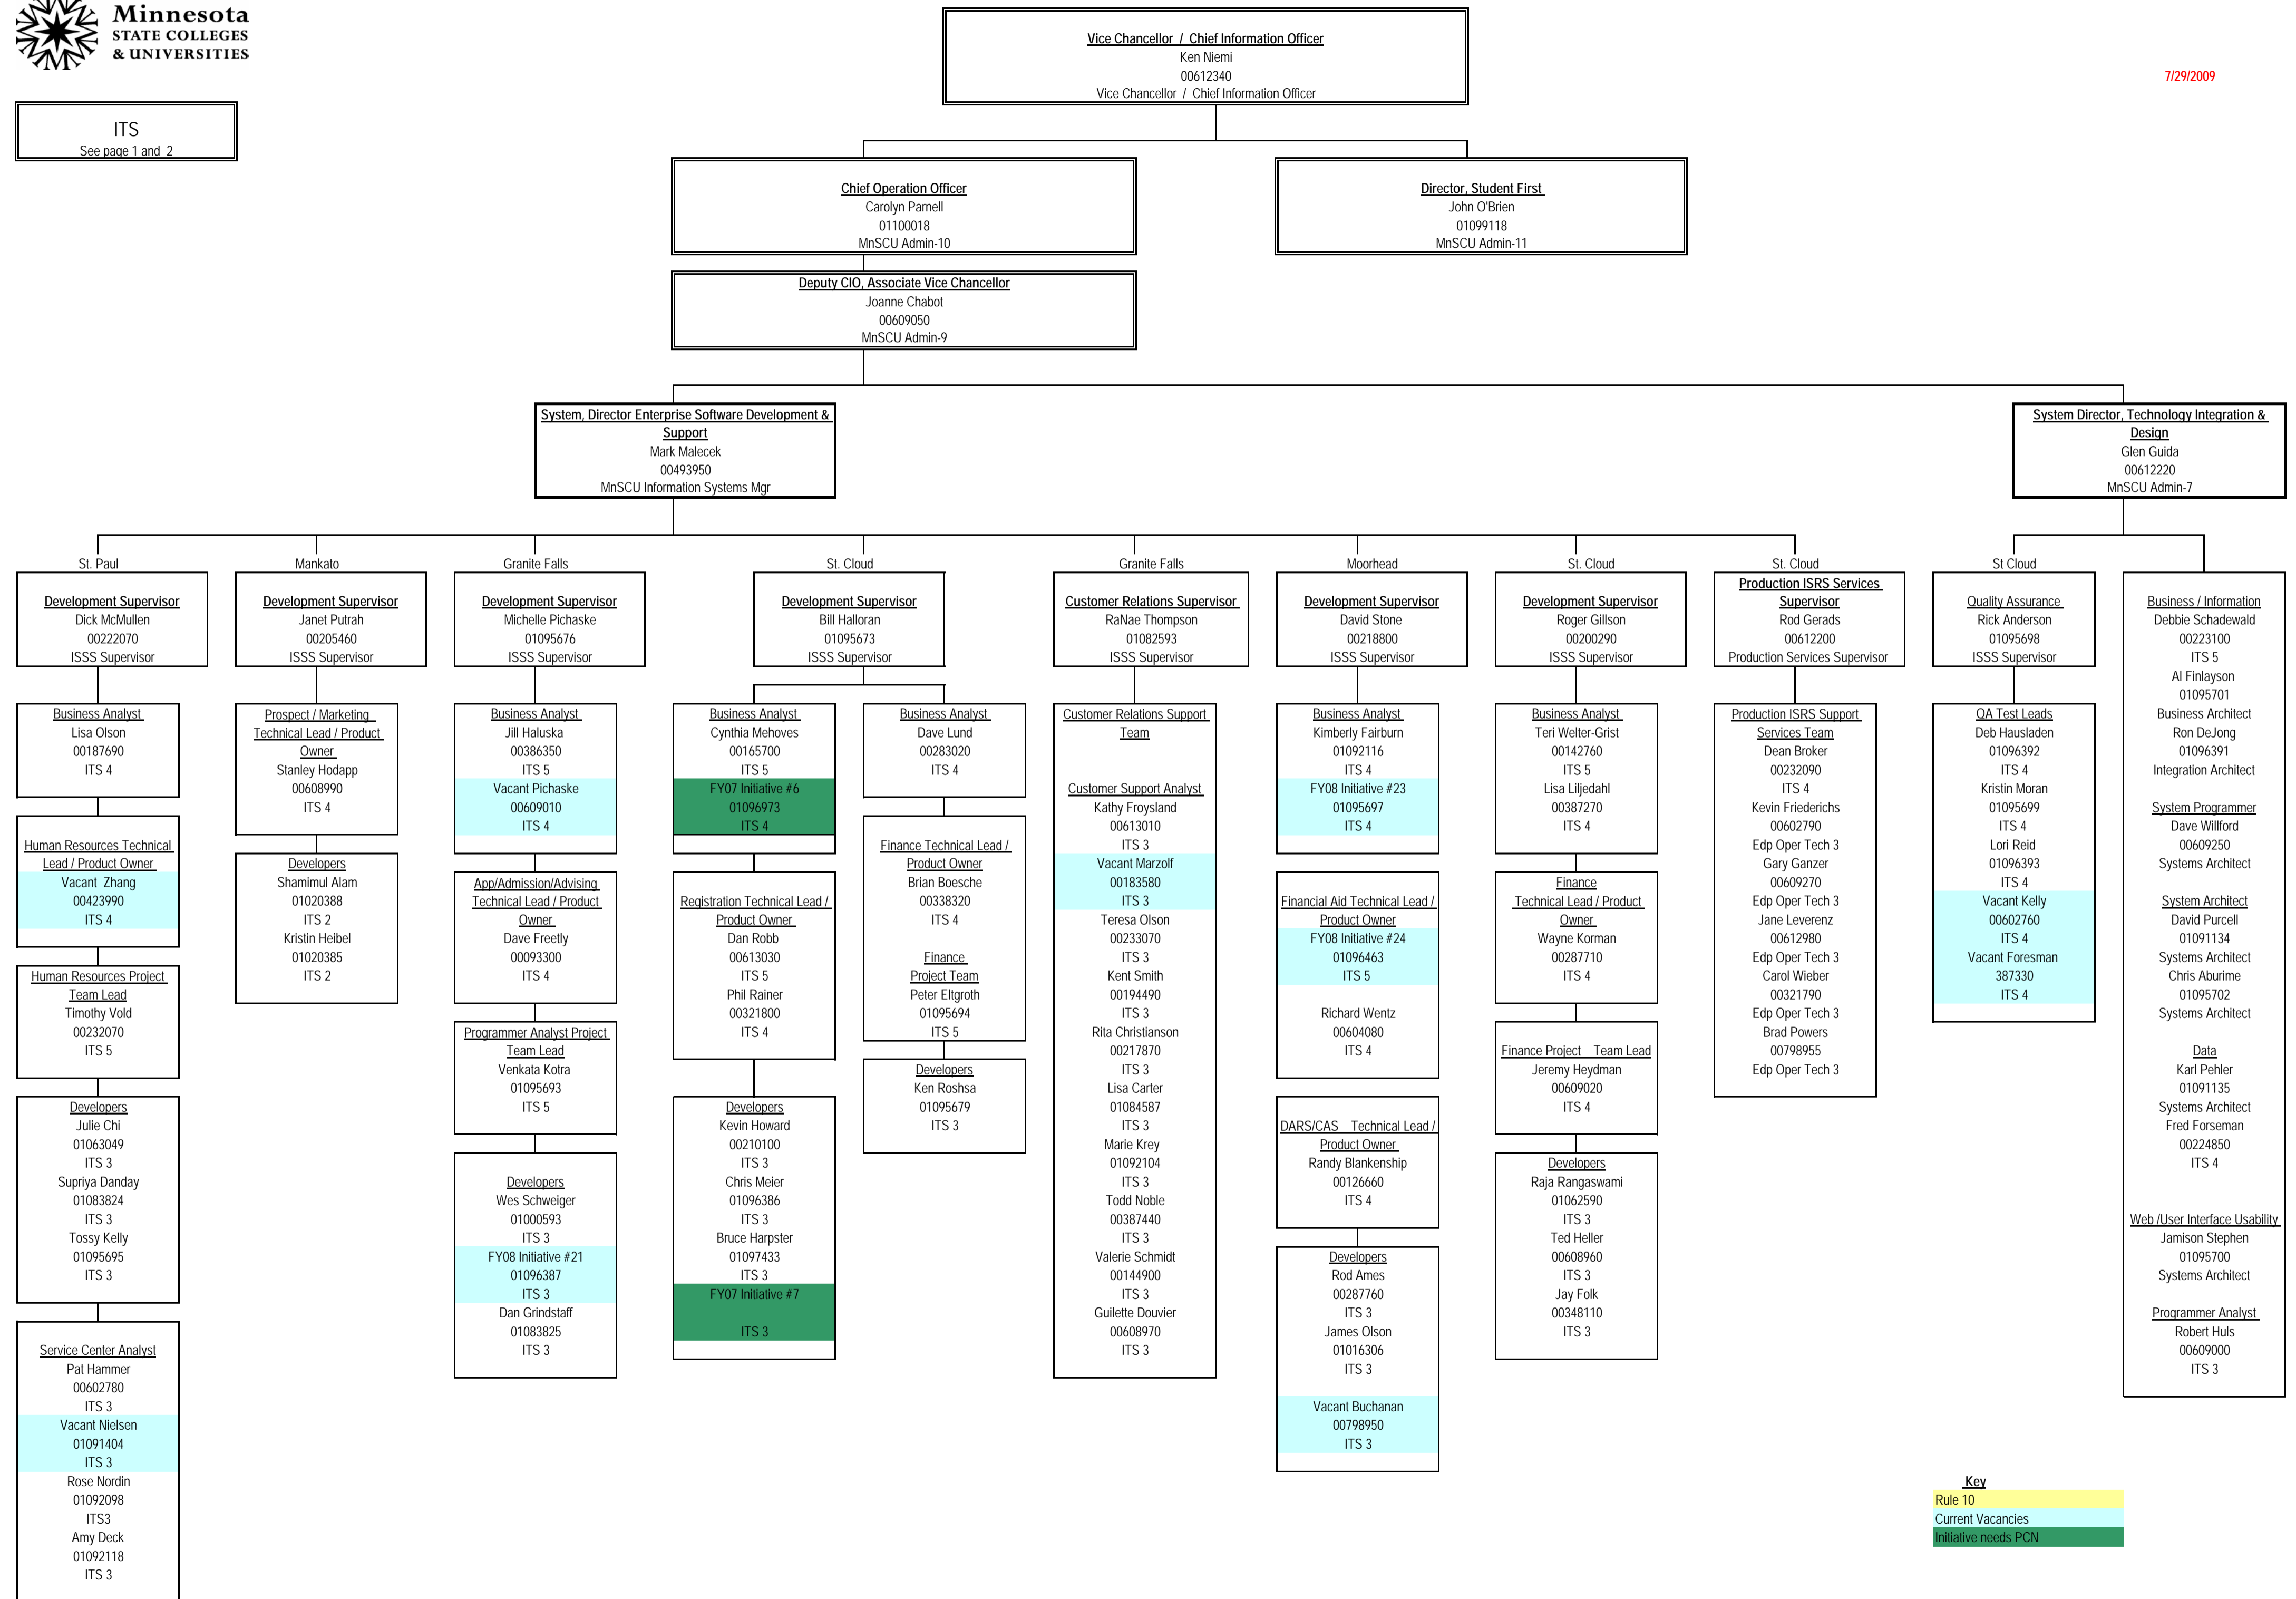 Minnesota
STATE COLLEGES
& UNIVERSITIES
7/29/2009
ITS
See page 1 and 2
Vice Chancellor / Chief Information Officer
Ken Niemi
00612340
Vice Chancellor / Chief Information Officer
Chief Operation Officer
Carolyn Parnell
01100018
MnSCU Admin-10
Director, Student First
John O'Brien
01099118
MnSCU Admin-11
Deputy CIO, Associate Vice Chancellor
Joanne Chabot
00609050
MnSCU Admin-9
System, Director Enterprise Software Development &
Support
Mark Malecek
00493950
MnSCU Information Systems Mgr
System Director, Technology Integration &
Design
Glen Guida
00612220
MnSCU Admin-7
St. Paul
Development Supervisor
Dick McMullen
00222070
ISSS Supervisor
Business Analyst
Lisa Olson
00187690
ITS 4
Human Resources Technical
Lead / Product Owner
Vacant Zhang
00423990
ITS 4
Human Resources Project
Team Lead
Timothy Vold
00232070
ITS 5
Developers
Julie Chi
01063049
ITS 3
Supriya Danday
01083824
ITS 3
Tossy Kelly
01095695
ITS 3
Service Center Analyst
Pat Hammer
00602780
ITS 3
Vacant Nielsen
01091404
ITS 3
Rose Nordin
01092098
ITS3
Amy Deck
01092118
ITS 3
Mankato
Development Supervisor
Janet Putrah
00205460
ISSS Supervisor
Prospect / Marketing
Technical Lead / Product
Owner
Stanley Hodapp
00608990
ITS 4
Developers
Shamimul Alam
01020388
ITS 2
Kristin Heibel
01020385
ITS 2
Granite Falls
Development Supervisor
Michelle Pichaske
01095676
ISSS Supervisor
Business Analyst
Jill Haluska
00386350
ITS 5
Vacant Pichaske
00609010
ITS 4
App/Admission/Advising
Technical Lead / Product
Owner
Dave Freetly
00093300
ITS 4
Programmer Analyst Project
Team Lead
Venkata Kotra
01095693
ITS 5
Developers
Wes Schweiger
01000593
ITS 3
FY08 Initiative #21
01096387
ITS 3
Dan Grindstaff
01083825
ITS 3
St. Cloud
Development Supervisor
Bill Halloran
01095673
ISSS Supervisor
Business Analyst
Cynthia Mehoves
00165700
ITS 5
FY07 Initiative #6
01096973
ITS 4
Registration Technical Lead /
Product Owner
Dan Robb
00613030
ITS 5
Phil Rainer
00321800
ITS 4
Developers
Kevin Howard
00210100
ITS 3
Chris Meier
01096386
ITS 3
Bruce Harpster
01097433
ITS 3
FY07 Initiative #7
ITS 3
Business Analyst
Dave Lund
00283020
ITS 4
Finance Technical Lead /
Product Owner
Brian Boesche
00338320
ITS 4
Finance
Project Team
Peter Eltgroth
01095694
ITS 5
Developers
Ken Roshsa
01095679
ITS 3
Granite Falls
Customer Relations Supervisor
RaNae Thompson
01082593
ISSS Supervisor
Customer Relations Support
Team
Customer Support Analyst
Kathy Froysland
00613010
ITS 3
Vacant Marzolf
00183580
ITS 3
Teresa Olson
00233070
ITS 3
Kent Smith
00194490
ITS 3
Rita Christianson
00217870
ITS 3
Lisa Carter
01084587
ITS 3
Marie Krey
01092104
ITS 3
Todd Noble
00387440
ITS 3
Valerie Schmidt
00144900
ITS 3
Guilette Douvier
00608970
ITS 3
Moorhead
Development Supervisor
David Stone
00218800
ISSS Supervisor
Business Analyst
Kimberly Fairburn
01092116
ITS 4
FY08 Initiative #23
01095697
ITS 4
Financial Aid Technical Lead /
Product Owner
FY08 Initiative #24
01096463
ITS 5
Richard Wentz
00604080
ITS 4
DARS/CAS Technical Lead /
Product Owner
Randy Blankenship
00126660
ITS 4
Developers
Rod Ames
00287760
ITS 3
James Olson
01016306
ITS 3
Vacant Buchanan
00798950
ITS 3
St. Cloud
Development Supervisor
Roger Gillson
00200290
ISSS Supervisor
Business Analyst
Teri Welter-Grist
00142760
ITS 5
Lisa Liljedahl
00387270
ITS 4
Finance
Technical Lead / Product
Owner
Wayne Korman
00287710
ITS 4
Finance Project Team Lead
Jeremy Heydman
00609020
ITS 4
Developers
Raja Rangaswami
01062590
ITS 3
Ted Heller
00608960
ITS 3
Jay Folk
00348110
ITS 3
St. Cloud
Production ISRS Services
Supervisor
Rod Gerads
00612200
Production Services Supervisor
Production ISRS Support
Services Team
Dean Broker
00232090
ITS 4
Kevin Friederichs
00602790
Edp Oper Tech 3
Gary Ganzer
00609270
Edp Oper Tech 3
Jane Leverenz
00612980
Edp Oper Tech 3
Carol Wieber
00321790
Edp Oper Tech 3
Brad Powers
00798955
Edp Oper Tech 3
St Cloud
Quality Assurance
Rick Anderson
01095698
ISSS Supervisor
QA Test Leads
Deb Hausladen
01096392
ITS 4
Kristin Moran
01095699
ITS 4
Lori Reid
01096393
ITS 4
Vacant Kelly
00602760
ITS 4
Vacant Foresman
387330
ITS 4
Business / Information
Debbie Schadewald
00223100
ITS 5
Al Finlayson
01095701
Business Architect
Ron DeJong
01096391
Integration Architect
System Programmer
Dave Willford
00609250
Systems Architect
System Architect
David Purcell
01091134
Systems Architect
Chris Aburime
01095702
Systems Architect
Data
Karl Pehler
01091135
Systems Architect
Fred Forseman
00224850
ITS 4
Web /User Interface Usability
Jamison Stephen
01095700
Systems Architect
Programmer Analyst
Robert Huls
00609000
ITS 3
Key
Rule 10
Current Vacancies
Initiative needs PCN